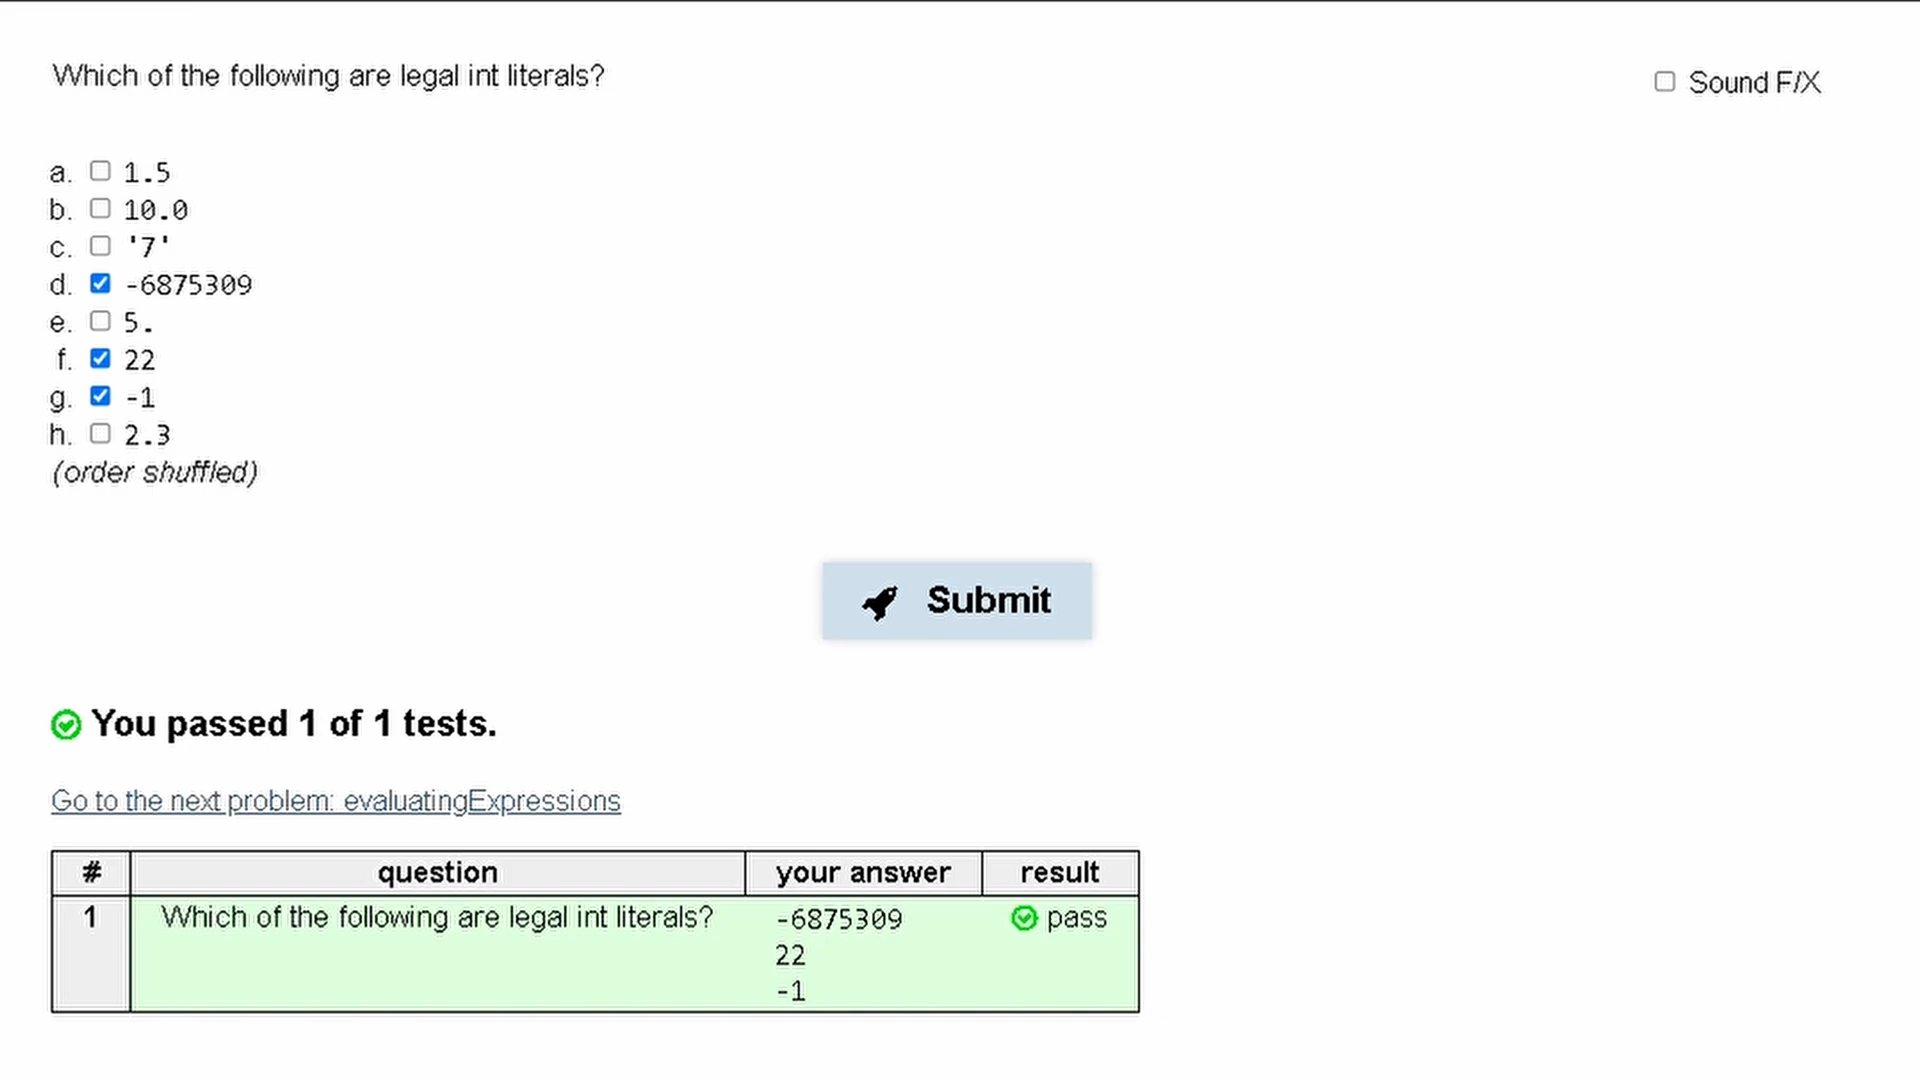 Which of the following are legal int literals?
Sound F/X
a. 1.5
b. 10.0
c. '7'
d. -6875309
e. 5.
f. 22
g. -1
h. 2.3
(order shuffled)
Submit
You passed 1 of 1 tests.
Go to the next problem: evaluatingExpressions
# question your answer result
1 Which of the following are legal int literals? -6875309 pass
22
-1